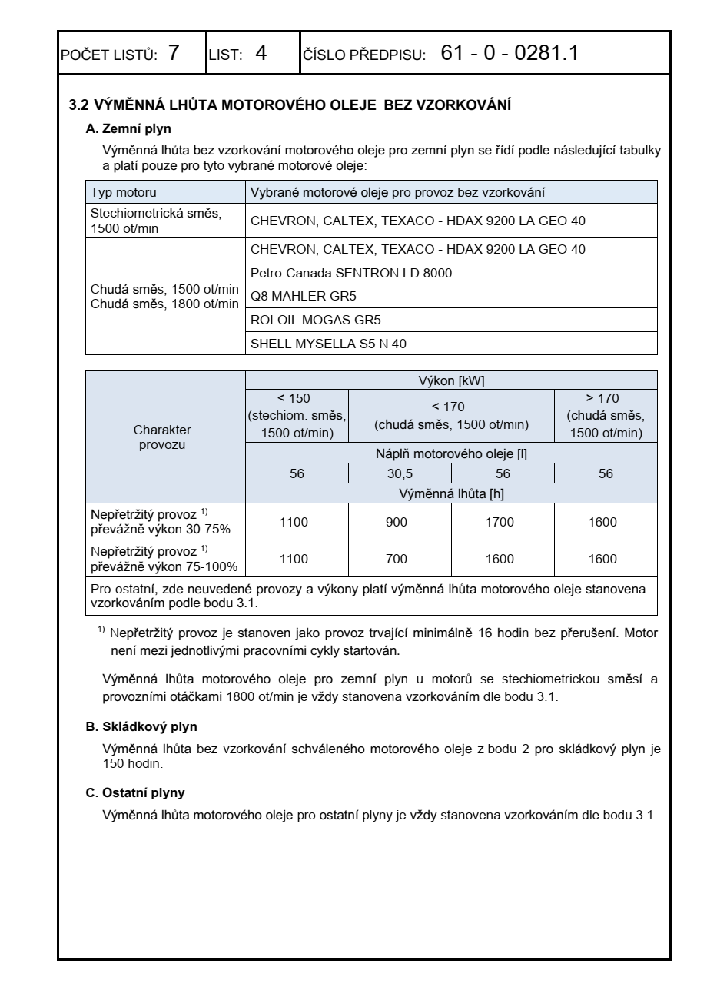 POČET LISTŮ: 7 LIST: 4 ČÍSLO PŘEDPISU: 61 - 0 - 0281.1
3.2 VÝMĚNNÁ LHŮTA MOTOROVÉHO OLEJE BEZ VZORKOVÁNÍ
A. Zemní plyn
Výměnná lhůta bez vzorkování motorového oleje pro zemní plyn se řídí podle následující tabulky
a platí pouze pro tyto vybrané motorové oleje:
Typ motoru Vybrané motorové oleje pro provoz bez vzorkování
Stechiometrická směs,
1500 ot/min
CHEVRON, CALTEX, TEXACO - HDAX 9200 LA GEO 40
Chudá směs, 1500 ot/min
Chudá směs, 1800 ot/min
CHEVRON, CALTEX, TEXACO - HDAX 9200 LA GEO 40
Petro-Canada SENTRON LD 8000
Q8 MAHLER GR5
ROLOIL MOGAS GR5
SHELL MYSELLA S5 N 40
Charakter
provozu
Výkon [kW]
< 150
(stechiom. směs,
1500 ot/min)
< 170
(chudá směs, 1500 ot/min)
> 170
(chudá směs,
1500 ot/min)
Náplň motorového oleje [l]
56 30,5 56 56
Výměnná lhůta [h]
Nepřetržitý provoz 1)
převážně výkon 30-75%
1100 900 1700 1600
Nepřetržitý provoz 1)
převážně výkon 75-100%
1100 700 1600 1600
Pro ostatní, zde neuvedené provozy a výkony platí výměnná lhůta motorového oleje stanovena
vzorkováním podle bodu 3.1.
1) Nepřetržitý provoz je stanoven jako provoz trvající minimálně 16 hodin bez přerušení. Motor
není mezi jednotlivými pracovními cykly startován.
Výměnná lhůta motorového oleje pro zemní plyn u motorů se stechiometrickou směsí a
provozními otáčkami 1800 ot/min je vždy stanovena vzorkováním dle bodu 3.1.
B. Skládkový plyn
Výměnná lhůta bez vzorkování schváleného motorového oleje z bodu 2 pro skládkový plyn je
150 hodin.
C. Ostatní plyny
Výměnná lhůta motorového oleje pro ostatní plyny je vždy stanovena vzorkováním dle bodu 3.1.